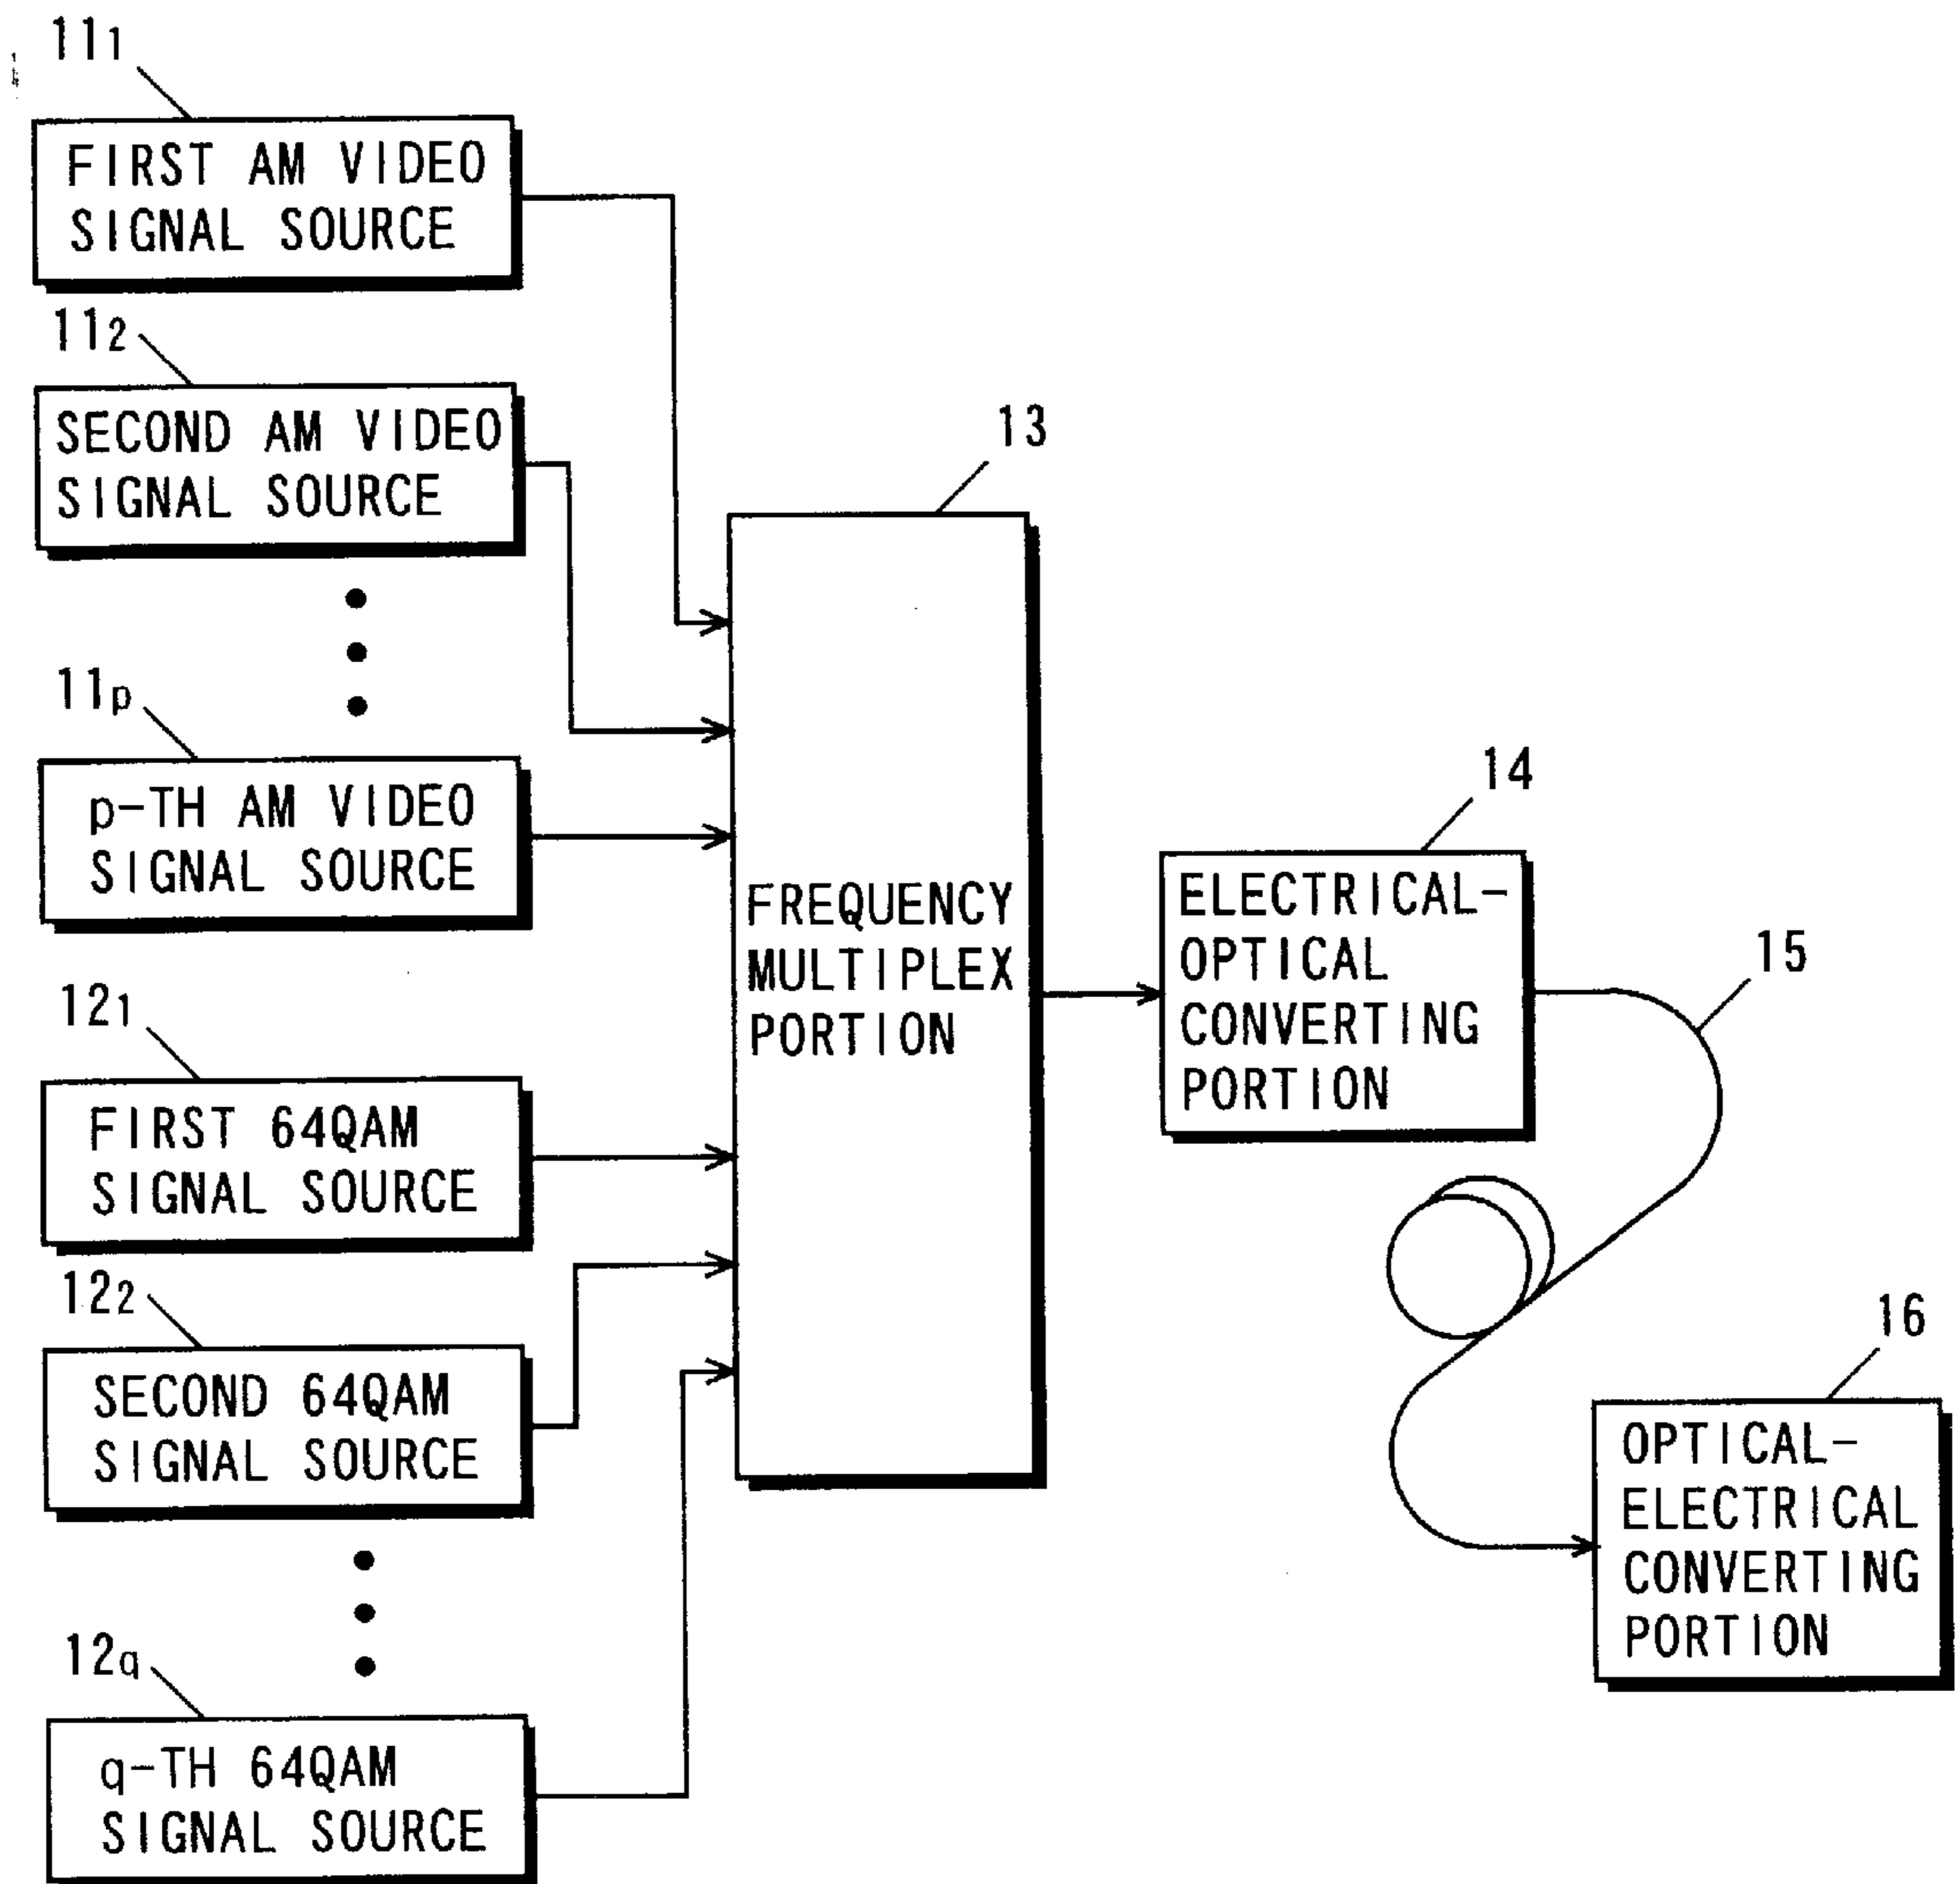 11₁
FIRST AM VIDEO
SIGNAL SOURCE
11₂
SECOND AM VIDEO
SIGNAL SOURCE
11p
p-TH AM VIDEO
SIGNAL SOURCE
12₁
FIRST 64QAM
SIGNAL SOURCE
12₂
SECOND 64QAM
SIGNAL SOURCE
12q
q-TH 64QAM
SIGNAL SOURCE
13
FREQUENCY
MULTIPLEX
PORTION
14
ELECTRICAL-
OPTICAL
CONVERTING
PORTION
15
16
OPTICAL-
ELECTRICAL
CONVERTING
PORTION